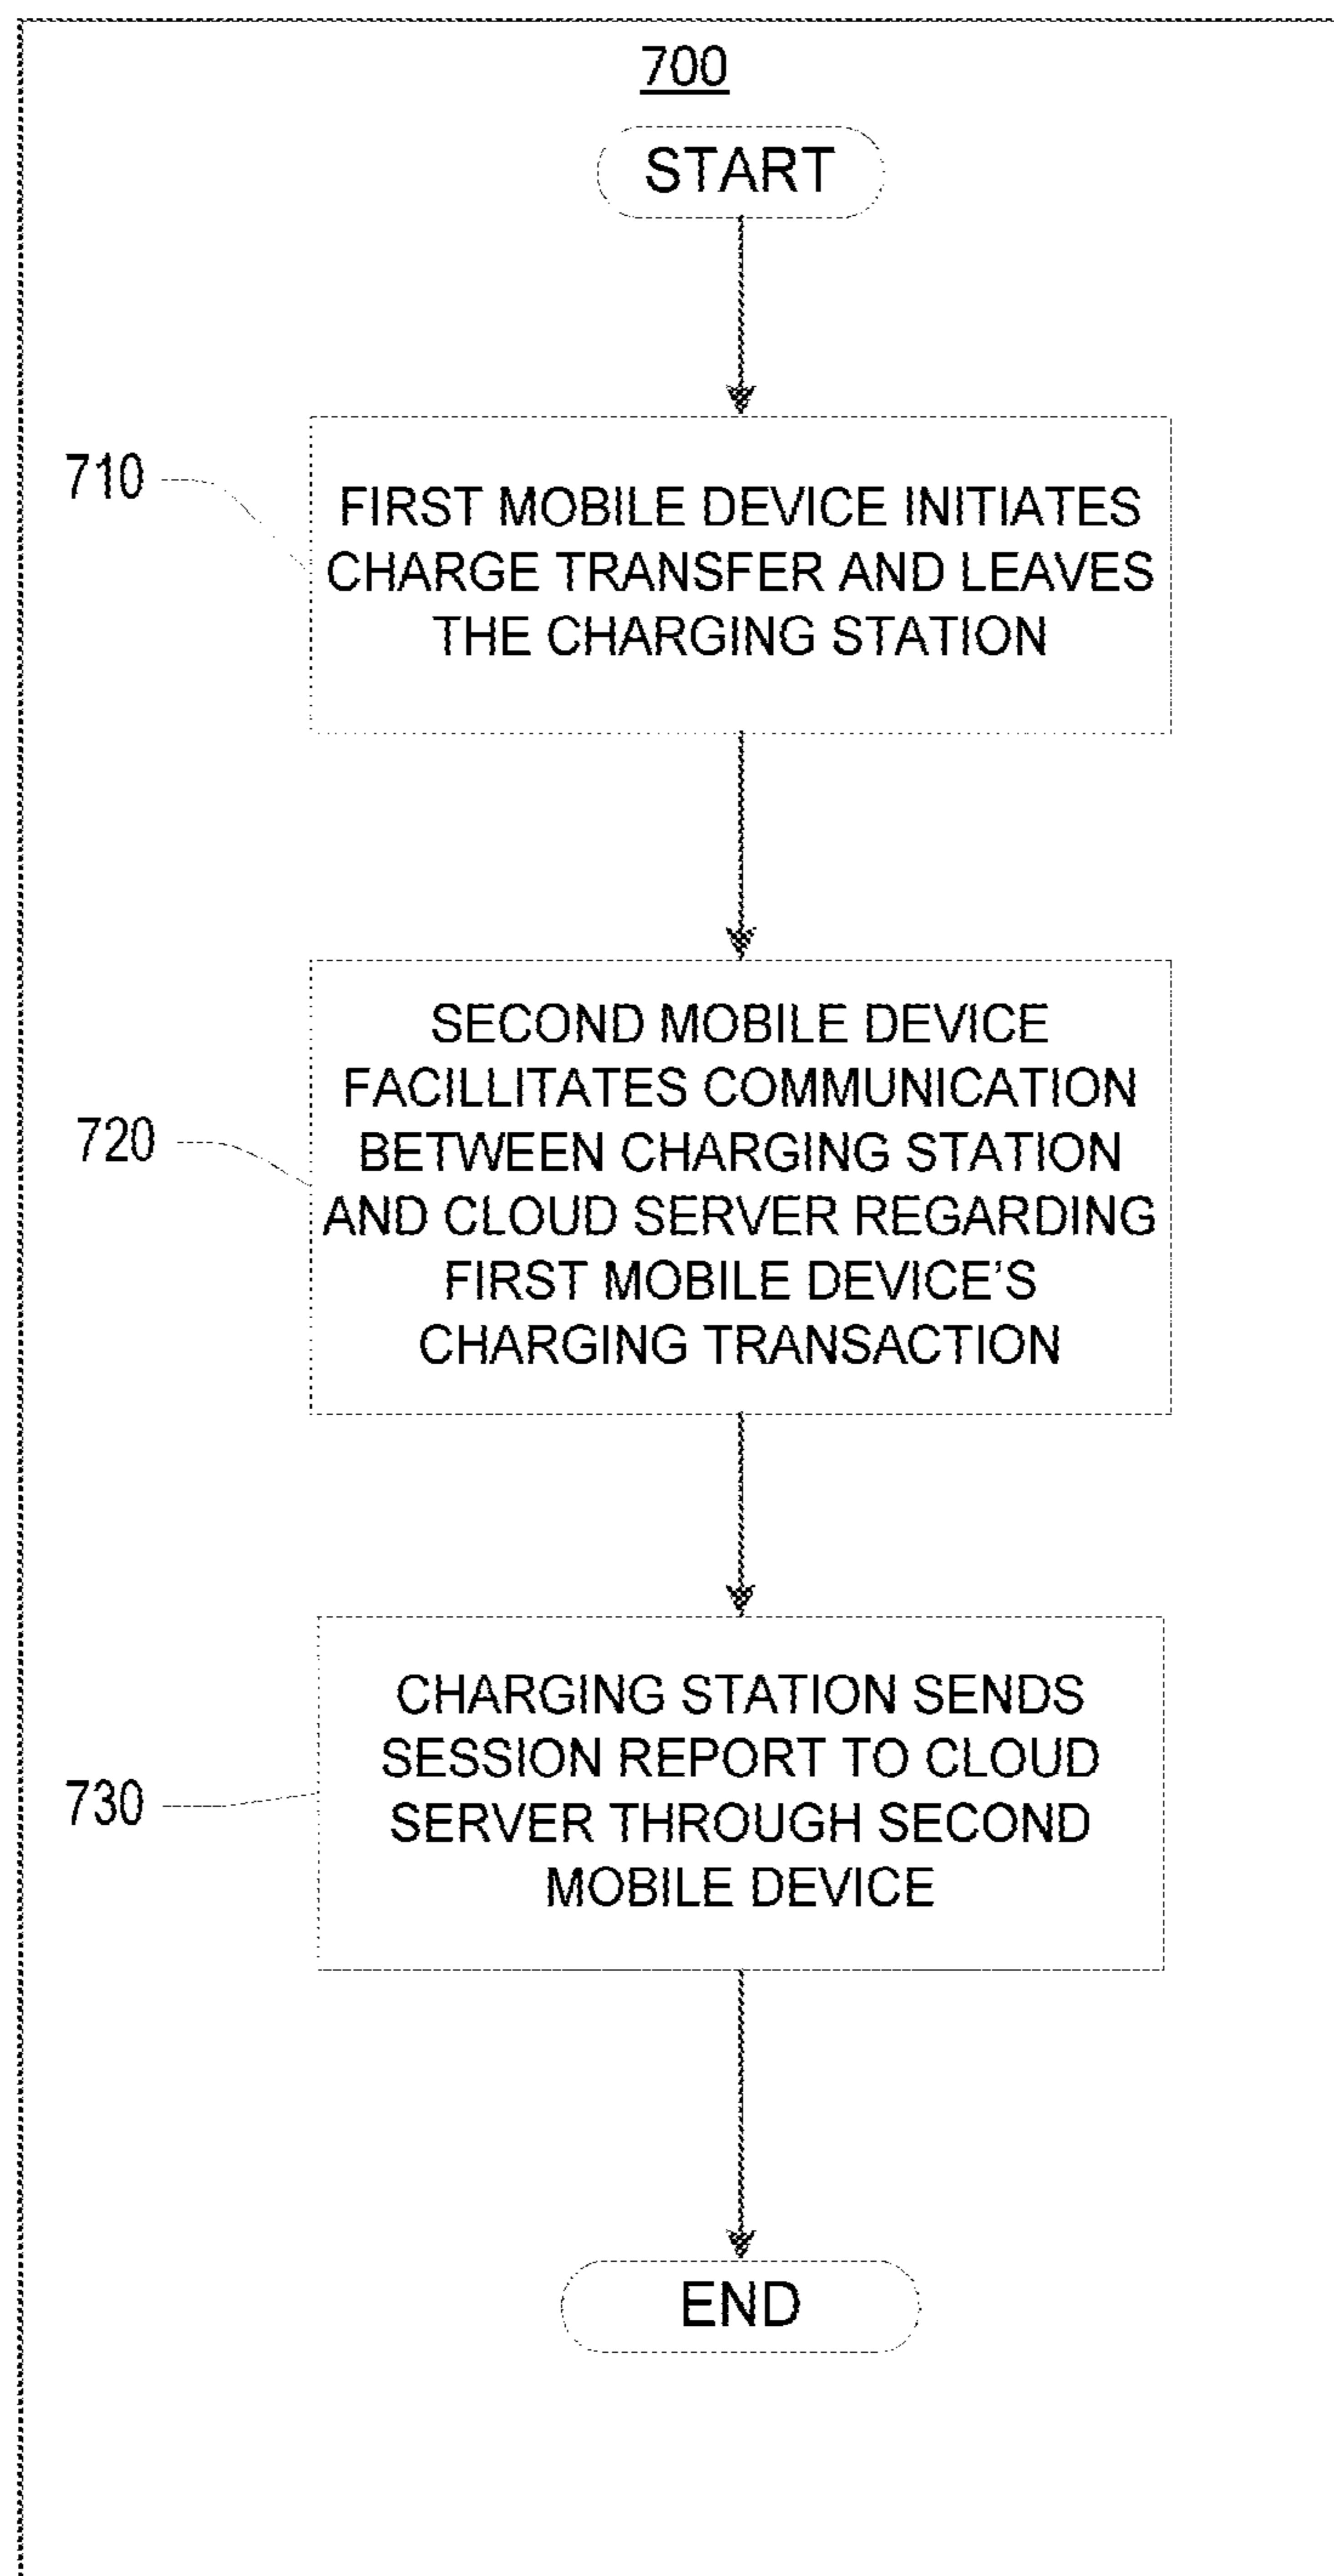 700
START
710
FIRST MOBILE DEVICE INITIATES
CHARGE TRANSFER AND LEAVES
THE CHARGING STATION
720
SECOND MOBILE DEVICE
FACILLITATES COMMUNICATION
BETWEEN CHARGING STATION
AND CLOUD SERVER REGARDING
FIRST MOBILE DEVICE'S
CHARGING TRANSACTION
730
CHARGING STATION SENDS
SESSION REPORT TO CLOUD
SERVER THROUGH SECOND
MOBILE DEVICE
END